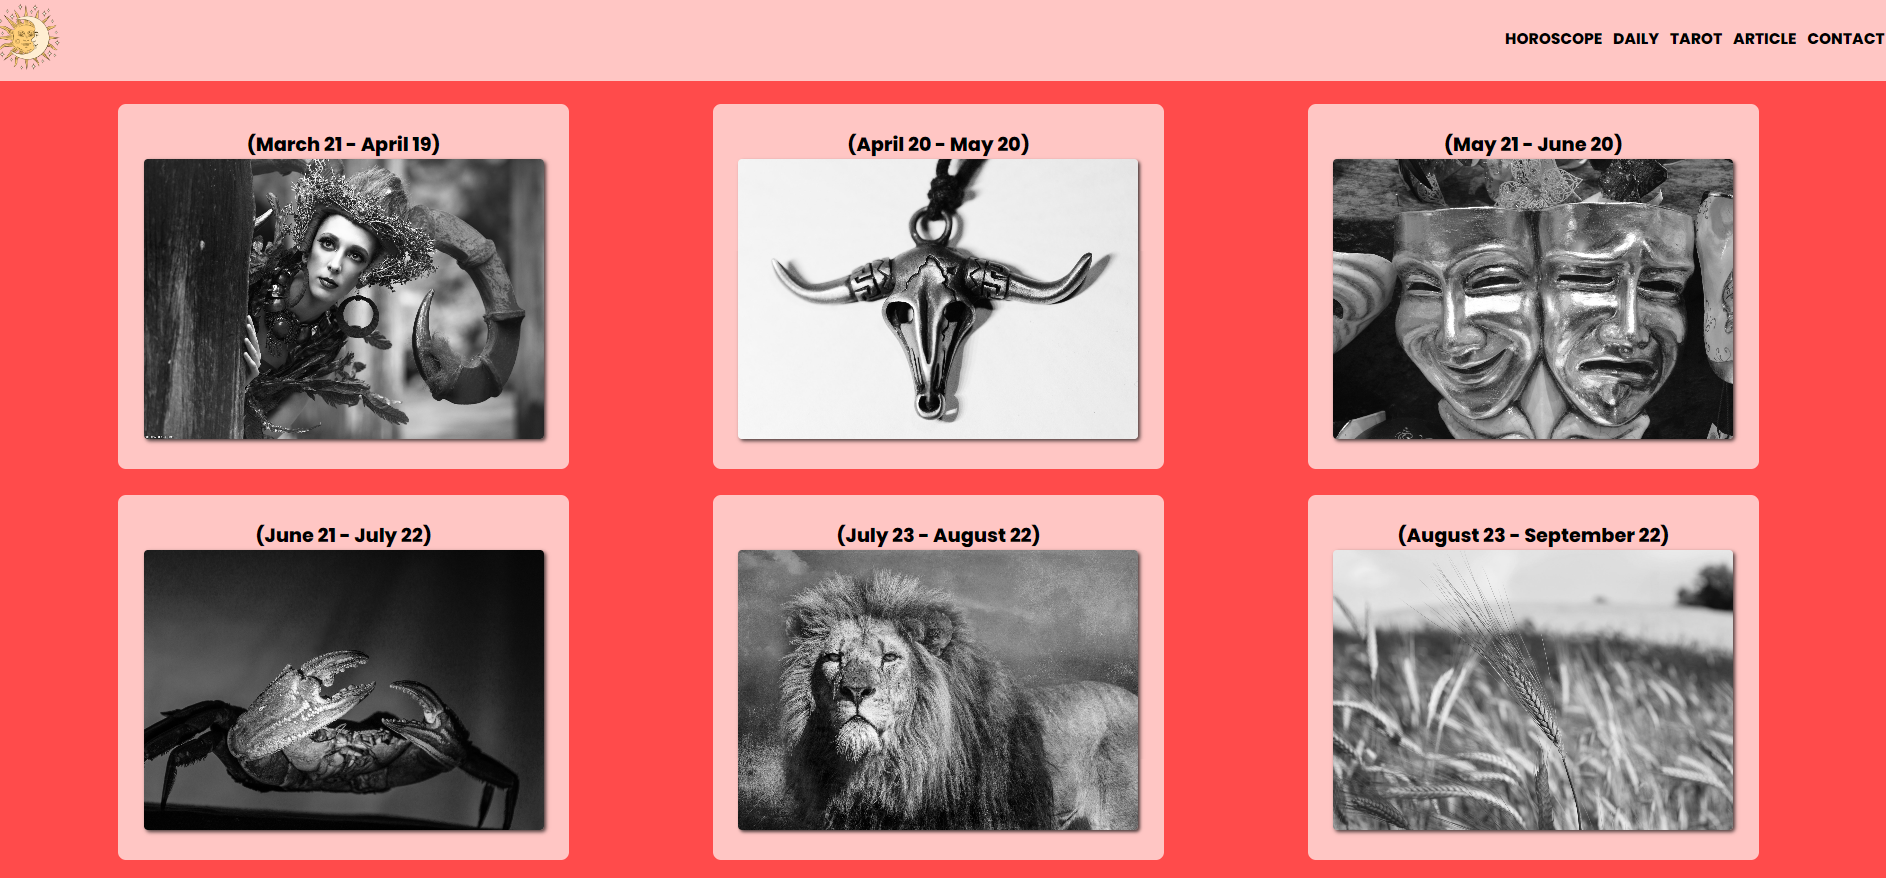 HOROSCOPE DAILY TAROT ARTICLE CONTACT
(March 21 - April 19)
(April 20 - May 20)
(May 21 - June 20)
(June 21 - July 22)
(July 23 - August 22)
(August 23 - September 22)